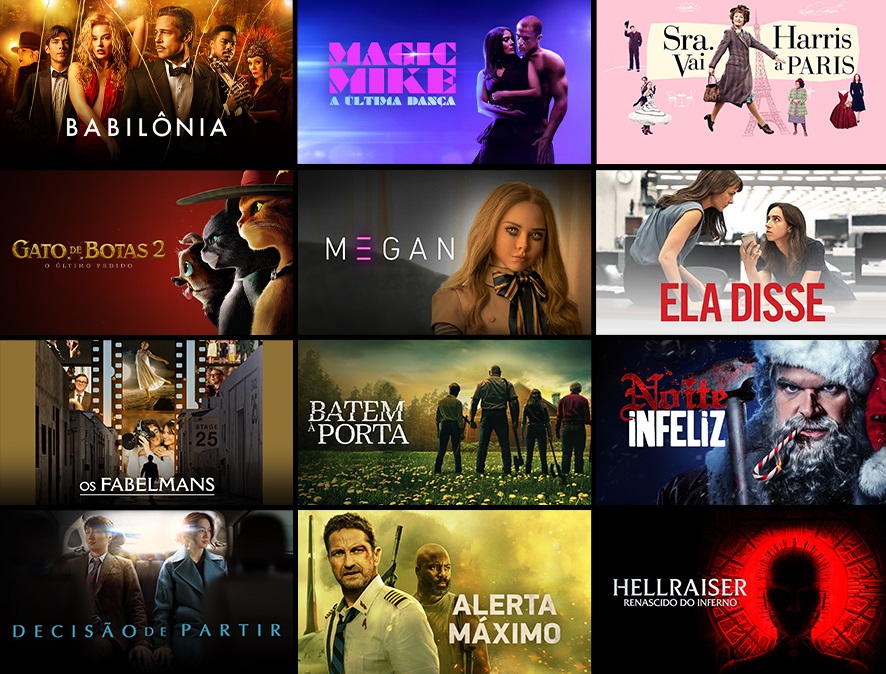 BABILÔNIA
MAGIC
MIKE
A ÚLTIMA DANÇA
Sra. Harris
Vai à PARIS
GATO DE BOTAS 2
O ÚLTIMO PEDIDO
MEGAN
ELA DISSE
STAGE
25
OS FABELMANS
BATEM
À PORTA
Noite
iNFELIZ
DECISÃO DE PARTIR
ALERTA
MÁXIMO
HELLRAISER
RENASCIDO DO INFERNO